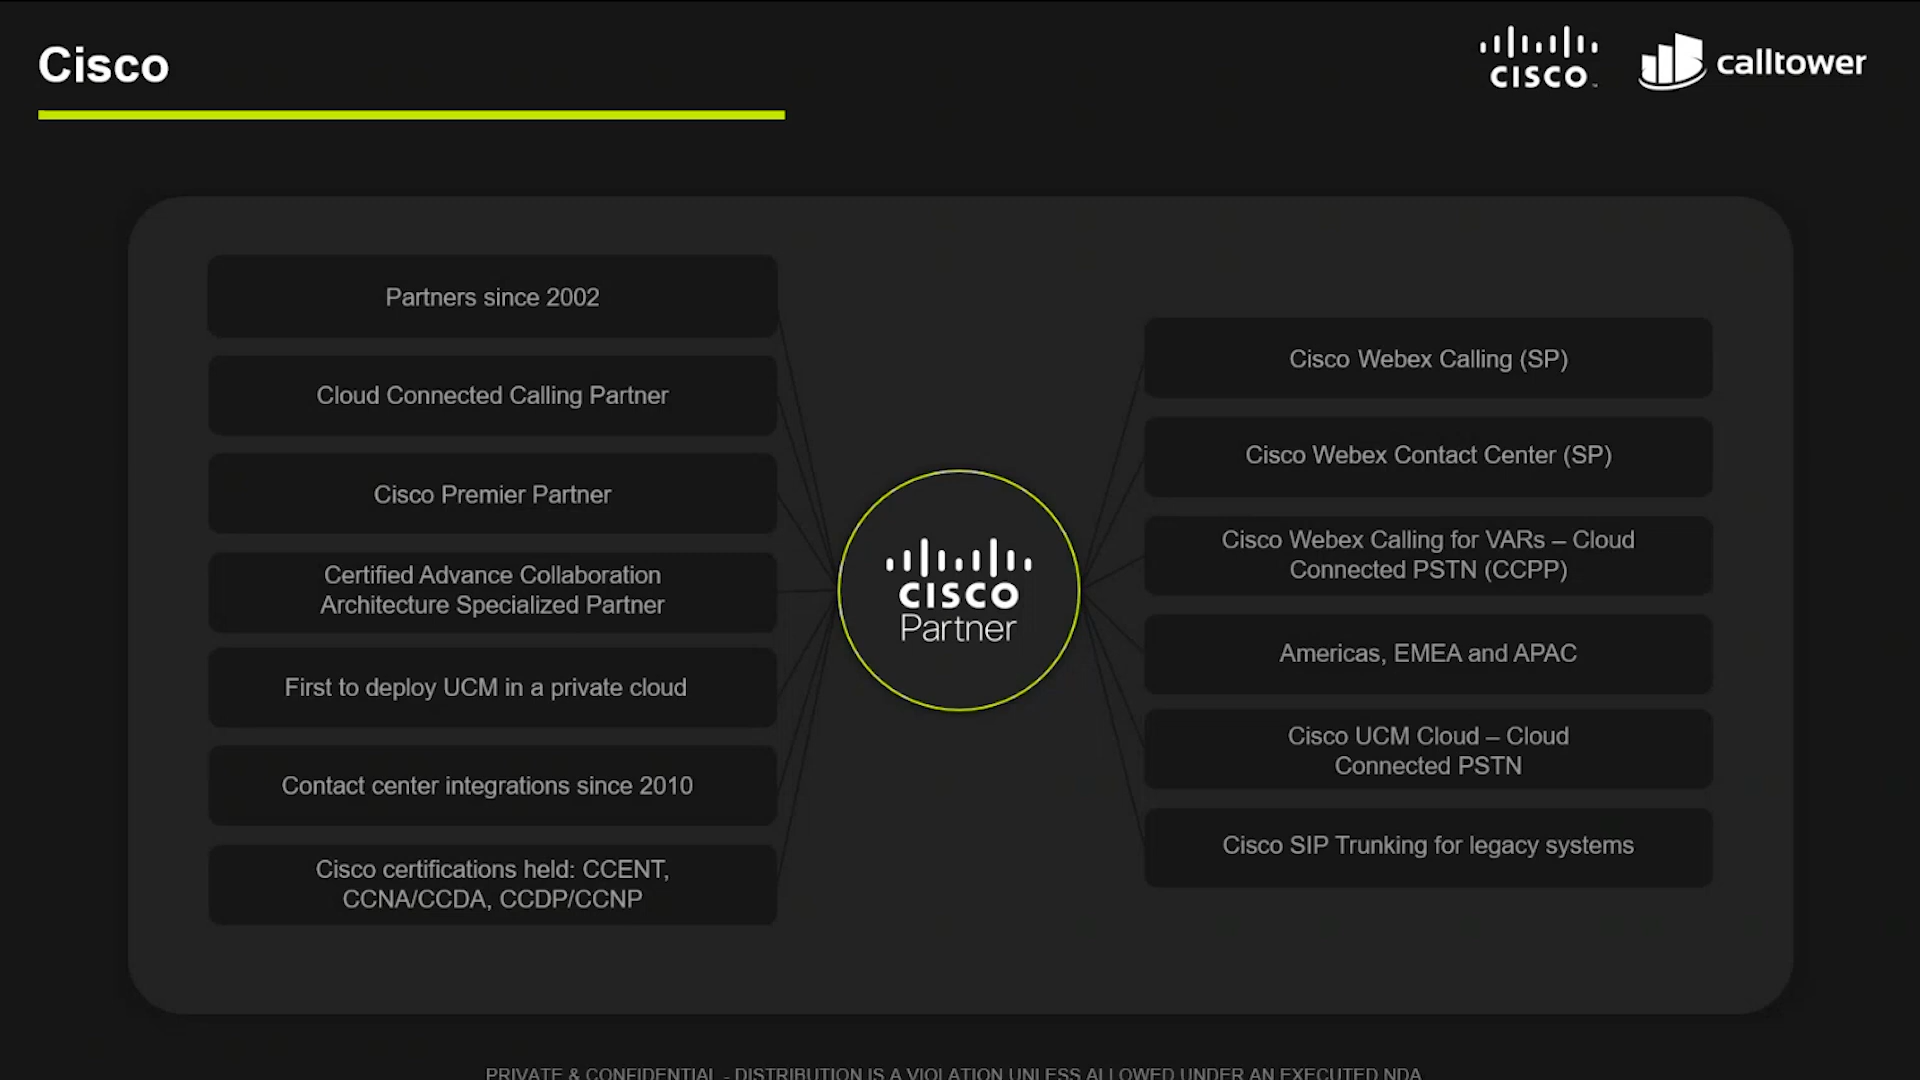 Cisco
CISCO
calltower
Partners since 2002
Cloud Connected Calling Partner
Cisco Premier Partner
Certified Advance Collaboration
Architecture Specialized Partner
First to deploy UCM in a private cloud
Contact center integrations since 2010
Cisco certifications held: CCENT,
CCNA/CCDA, CCDP/CCNP
CISCO
Partner
Cisco Webex Calling (SP)
Cisco Webex Contact Center (SP)
Cisco Webex Calling for VARs – Cloud
Connected PSTN (CCPP)
Americas, EMEA and APAC
Cisco UCM Cloud – Cloud
Connected PSTN
Cisco SIP Trunking for legacy systems
PRIVATE & CONFIDENTIAL - DISTRIBUTION IS A VIOLATION UNLESS ALLOWED UNDER AN EXECUTED NDA